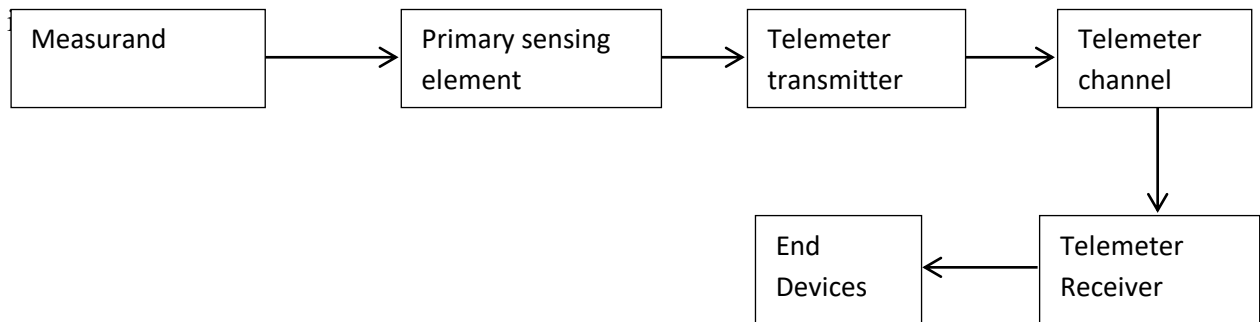 Measurand
Primary sensing
element
Telemeter
transmitter
Telemeter
channel
End
Devices
Telemeter
Receiver